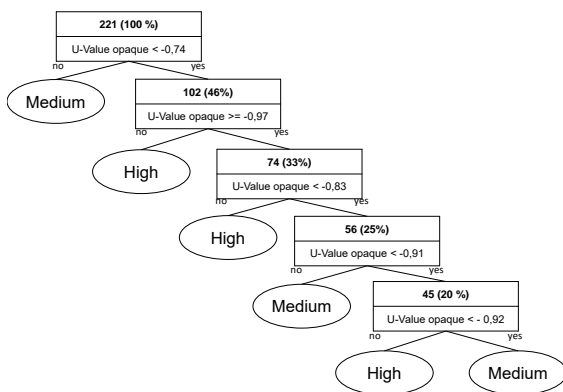 221 (100 %)
U-Value opaque < -0,74
no
yes
Medium
102 (46%)
U-Value opaque >= -0,97
no
yes
High
74 (33%)
U-Value opaque < -0,83
no
yes
High
56 (25%)
U-Value opaque < -0,91
no
yes
Medium
45 (20 %)
U-Value opaque < - 0,92
no
yes
High
Medium